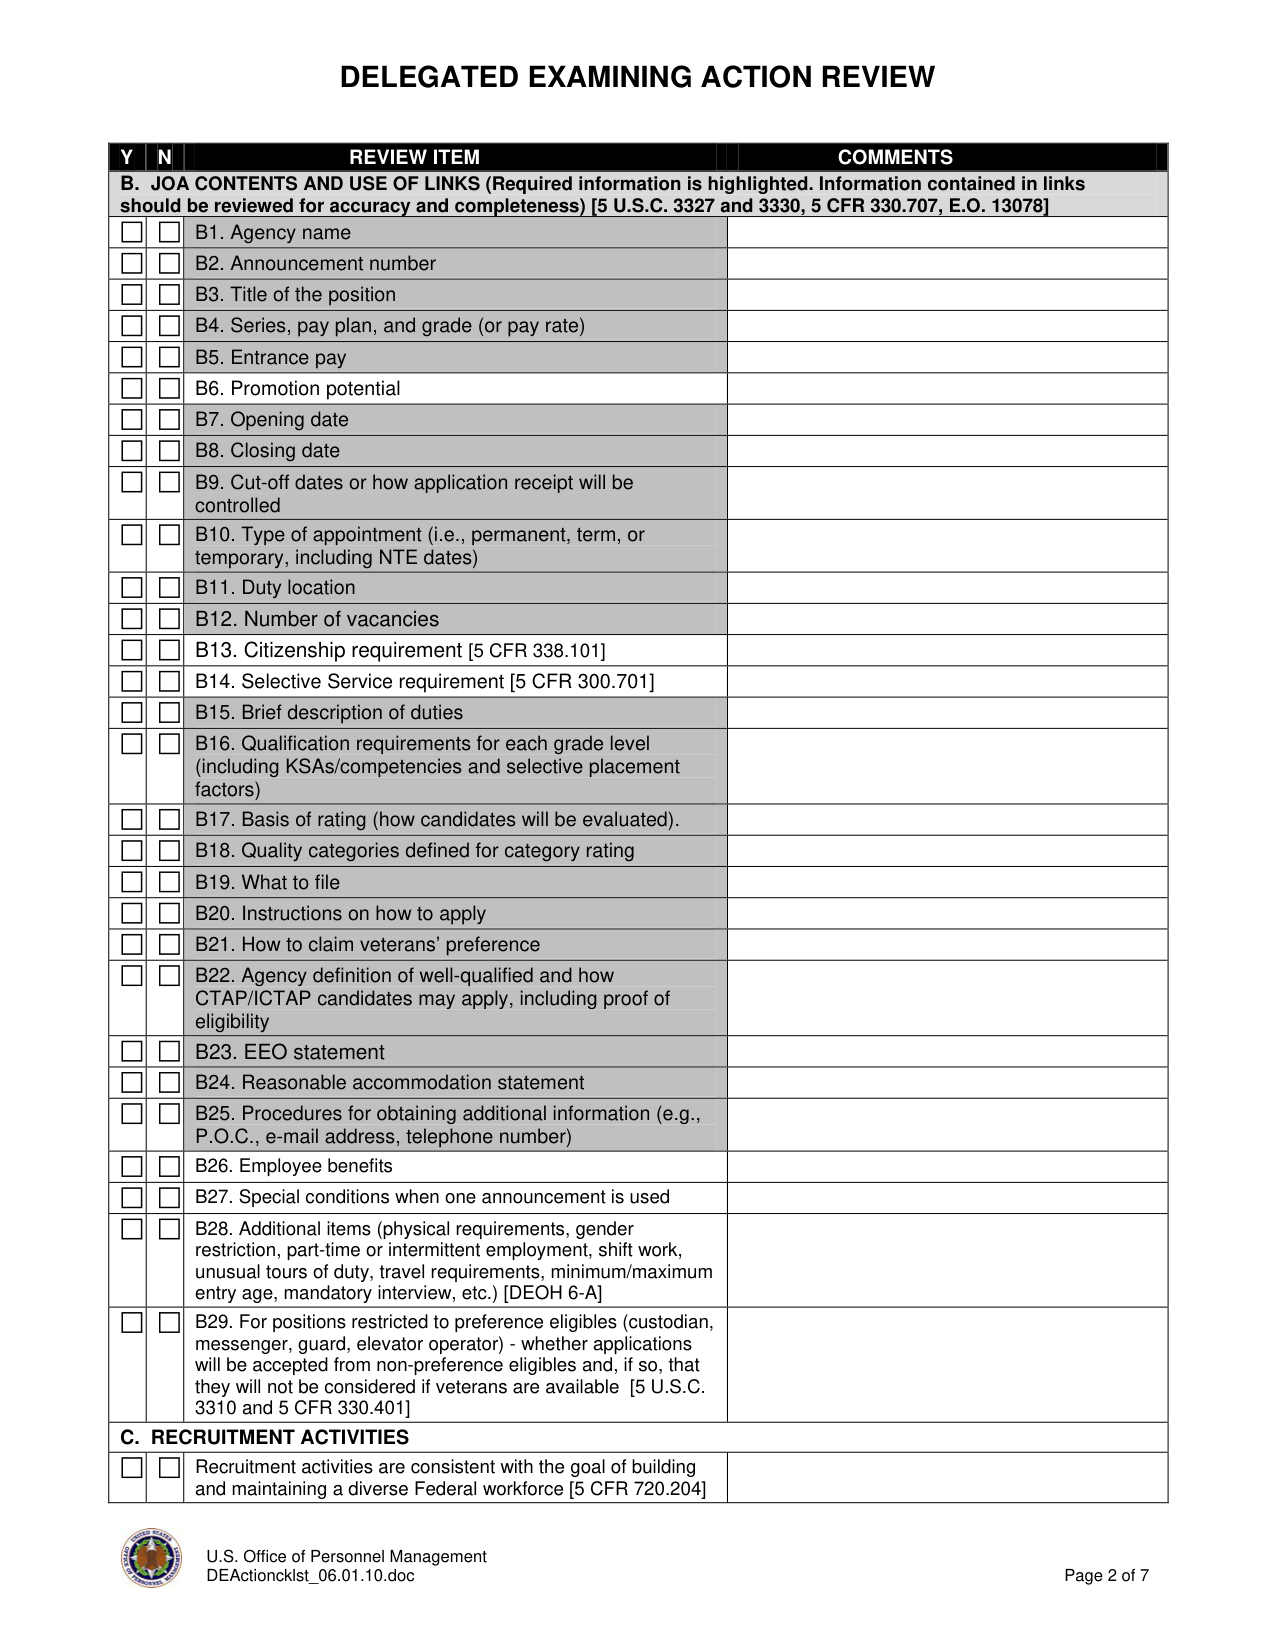 DELEGATED EXAMINING ACTION REVIEW
Y N REVIEW ITEM COMMENTS
B. JOA CONTENTS AND USE OF LINKS (Required information is highlighted. Information contained in links
should be reviewed for accuracy and completeness) [5 U.S.C. 3327 and 3330, 5 CFR 330.707, E.O. 13078]
B1. Agency name
B2. Announcement number
B3. Title of the position
B4. Series, pay plan, and grade (or pay rate)
B5. Entrance pay
B6. Promotion potential
B7. Opening date
B8. Closing date
B9. Cut-off dates or how application receipt will be
controlled
B10. Type of appointment (i.e., permanent, term, or
temporary, including NTE dates)
B11. Duty location
B12. Number of vacancies
B13. Citizenship requirement [5 CFR 338.101]
B14. Selective Service requirement [5 CFR 300.701]
B15. Brief description of duties
B16. Qualification requirements for each grade level
(including KSAs/competencies and selective placement
factors)
B17. Basis of rating (how candidates will be evaluated).
B18. Quality categories defined for category rating
B19. What to file
B20. Instructions on how to apply
B21. How to claim veterans’ preference
B22. Agency definition of well-qualified and how
CTAP/ICTAP candidates may apply, including proof of
eligibility
B23. EEO statement
B24. Reasonable accommodation statement
B25. Procedures for obtaining additional information (e.g.,
P.O.C., e-mail address, telephone number)
B26. Employee benefits
B27. Special conditions when one announcement is used
B28. Additional items (physical requirements, gender
restriction, part-time or intermittent employment, shift work,
unusual tours of duty, travel requirements, minimum/maximum
entry age, mandatory interview, etc.) [DEOH 6-A]
B29. For positions restricted to preference eligibles (custodian,
messenger, guard, elevator operator) - whether applications
will be accepted from non-preference eligibles and, if so, that
they will not be considered if veterans are available [5 U.S.C.
3310 and 5 CFR 330.401]
C. RECRUITMENT ACTIVITIES
Recruitment activities are consistent with the goal of building
and maintaining a diverse Federal workforce [5 CFR 720.204]
UNITED STATES
OFFICE OF PERSONNEL MANAGEMENT
U.S. Office of Personnel Management
DEActioncklst_06.01.10.doc
Page 2 of 7